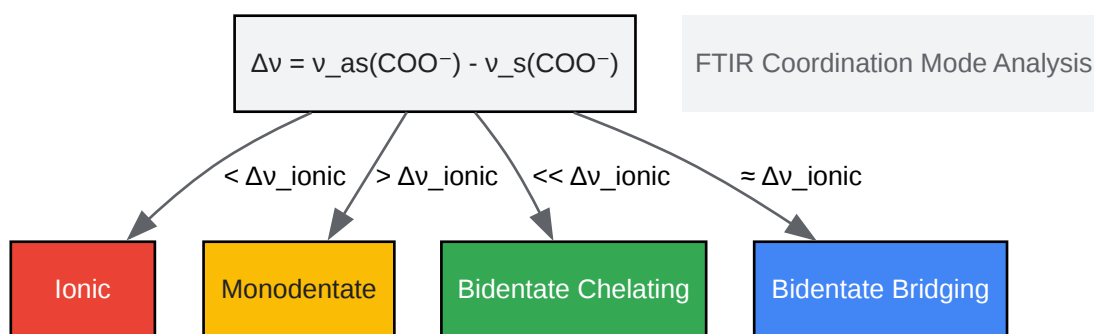 Δν = ν_as(COO⁻) - ν_s(COO⁻)
FTIR Coordination Mode Analysis
< Δν_ionic
> Δν_ionic
<< Δν_ionic
≈ Δν_ionic
Ionic
Monodentate
Bidentate Chelating
Bidentate Bridging